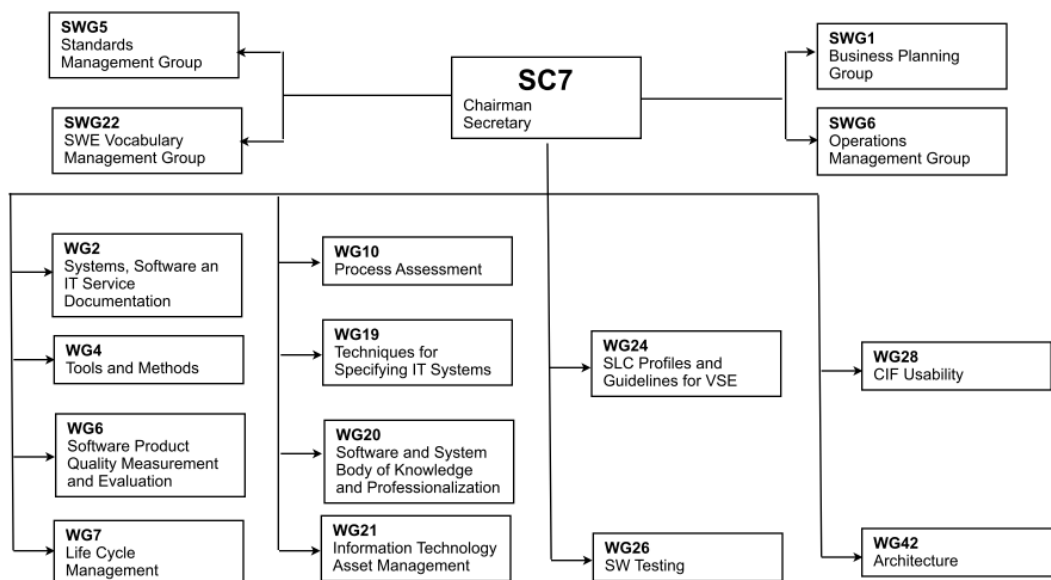 SWG5
Standards
Management Group
SWG22
SWE Vocabulary
Management Group
SC7
Chairman
Secretary
SWG1
Business Planning
Group
SWG6
Operations
Management Group
WG2
Systems, Software an
IT Service
Documentation
WG4
Tools and Methods
WG6
Software Product
Quality Measurement
and Evaluation
WG7
Life Cycle
Management
WG10
Process Assessment
WG19
Techniques for
Specifying IT Systems
WG20
Software and System
Body of Knowledge
and Professionalization
WG21
Information Technology
Asset Management
WG24
SLC Profiles and
Guidelines for VSE
WG26
SW Testing
WG28
CIF Usability
WG42
Architecture